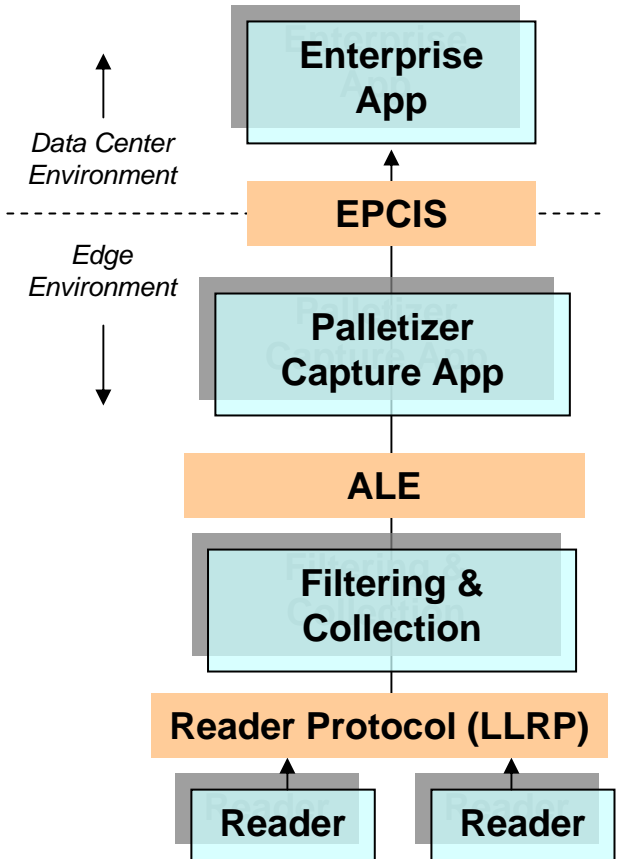 Enterprise
App
Data Center
Environment
EPCIS
Edge
Environment
Palletizer
Capture App
ALE
Filtering &
Collection
Reader Protocol (LLRP)
Reader
Reader